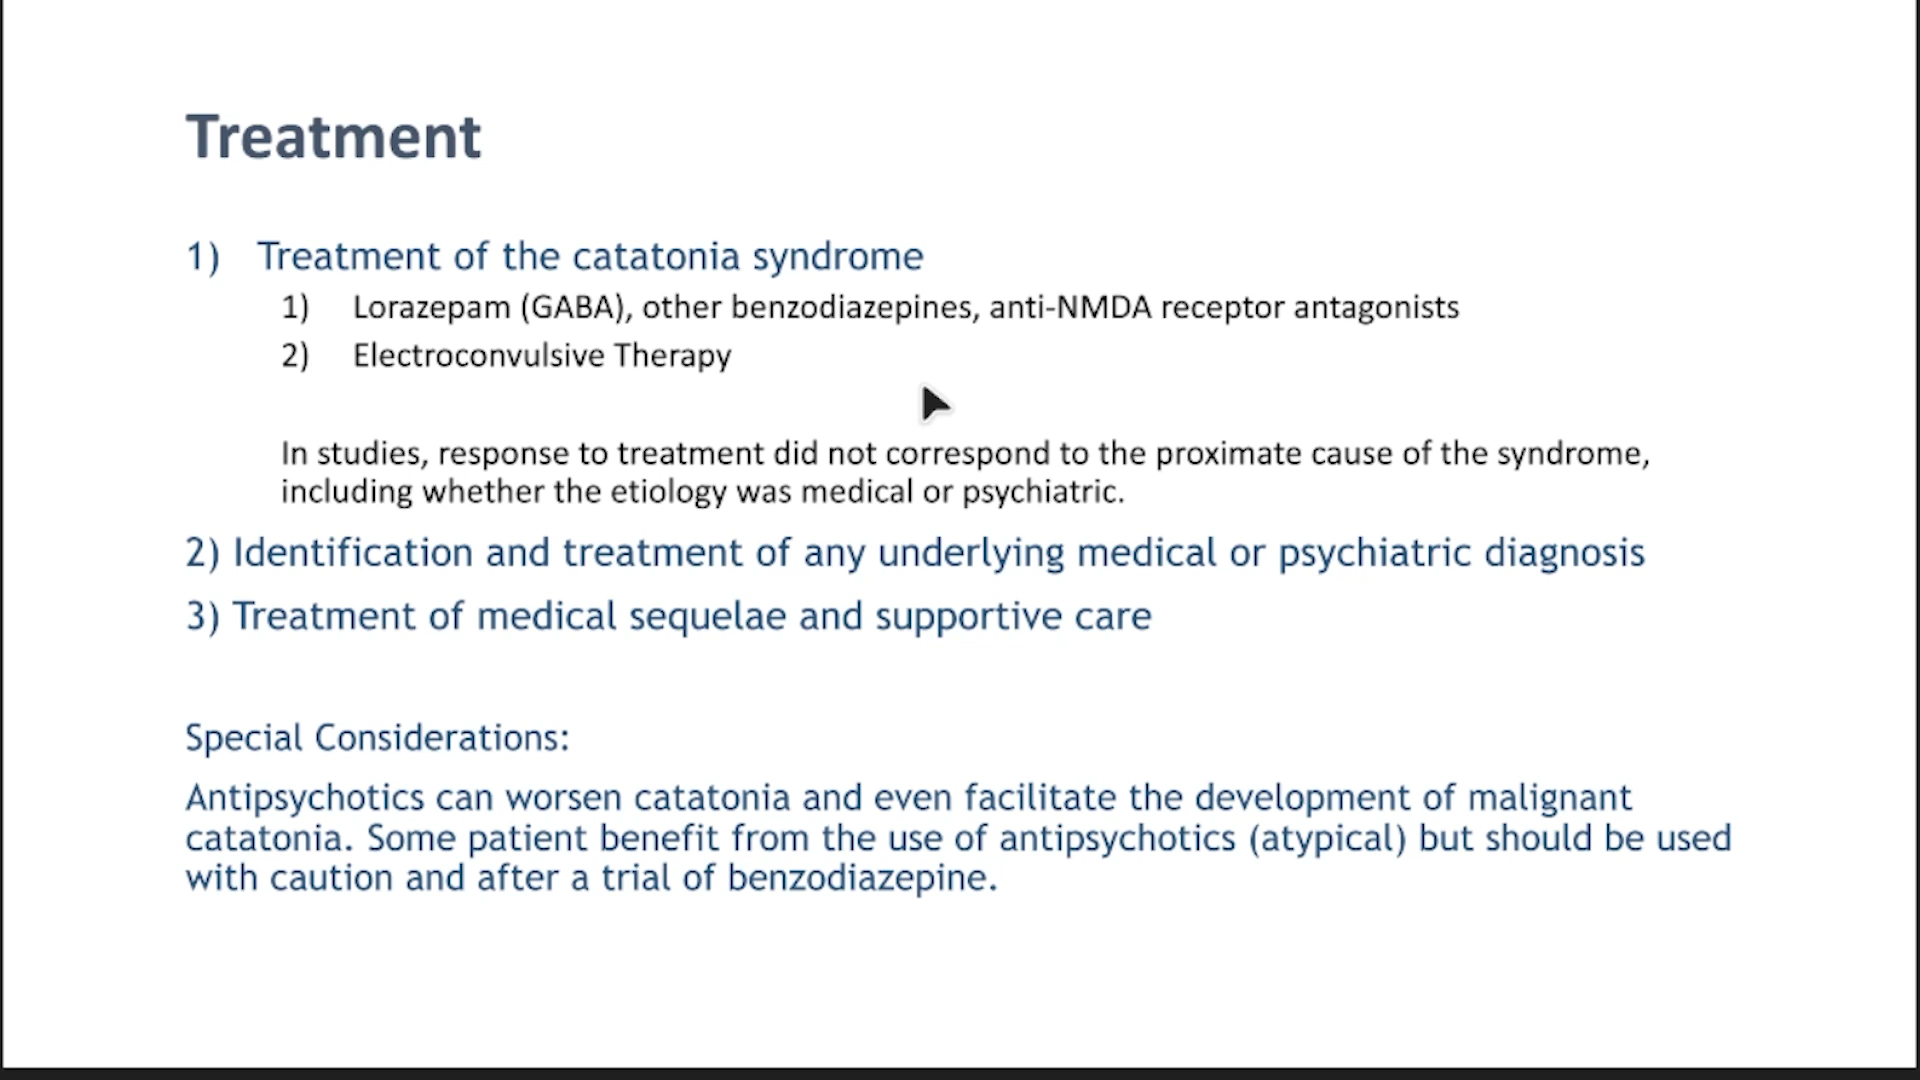 Treatment
1) Treatment of the catatonia syndrome
1) Lorazepam (GABA), other benzodiazepines, anti-NMDA receptor antagonists
2) Electroconvulsive Therapy
In studies, response to treatment did not correspond to the proximate cause of the syndrome,
including whether the etiology was medical or psychiatric.
2) Identification and treatment of any underlying medical or psychiatric diagnosis
3) Treatment of medical sequelae and supportive care
Special Considerations:
Antipsychotics can worsen catatonia and even facilitate the development of malignant
catatonia. Some patient benefit from the use of antipsychotics (atypical) but should be used
with caution and after a trial of benzodiazepine.